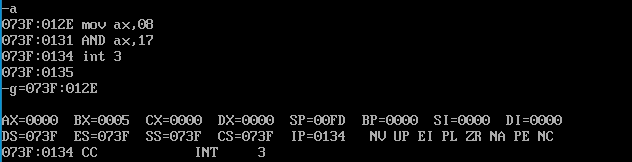 -a
073F:012E mov ax,08
073F:0131 AND ax,17
073F:0134 int 3
073F:0135
-g=073F:012E
AX=0000 BX=0005 CX=0000 DX=0000 SP=00FD BP=0000 SI=0000 DI=0000
DS=073F ES=073F SS=073F CS=073F IP=0134 NV UP EI PL ZR NA PE NC
073F:0134 CC INT 3